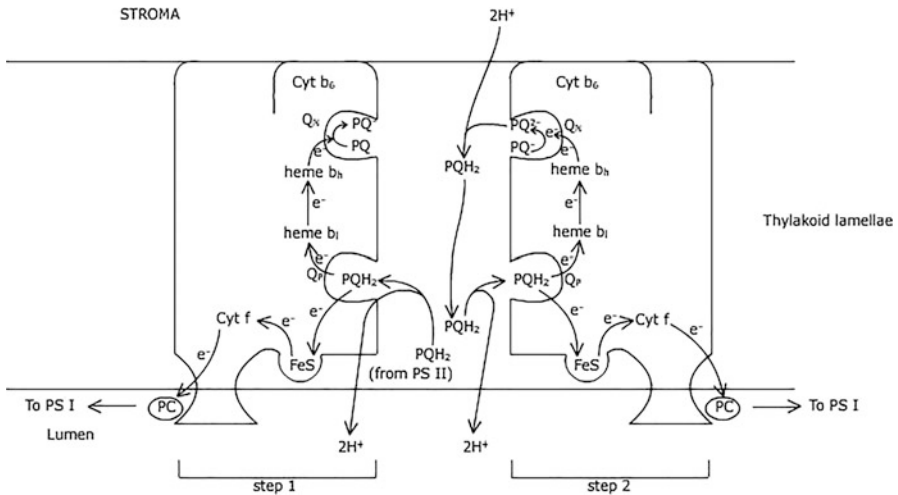 STROMA
2H⁺
Cyt b₆
Cyt b₆
Qₙ
PQ
PQ
e⁻
heme bₕ
e⁻
heme bₗ
e⁻
Qₚ
PQH₂
e⁻
e⁻
Cyt f
e⁻
FeS
PC
To PS I
Lumen
2H⁺
step 1
PQH₂
PQH₂
PQH₂
(from PS II)
PQ²⁻
PQ⁻
e⁻
Qₙ
e⁻
heme bₕ
e⁻
heme bₗ
e⁻
Qₚ
PQH₂
e⁻
e⁻
Cyt f
e⁻
FeS
PC
To PS I
2H⁺
step 2
Thylakoid lamellae